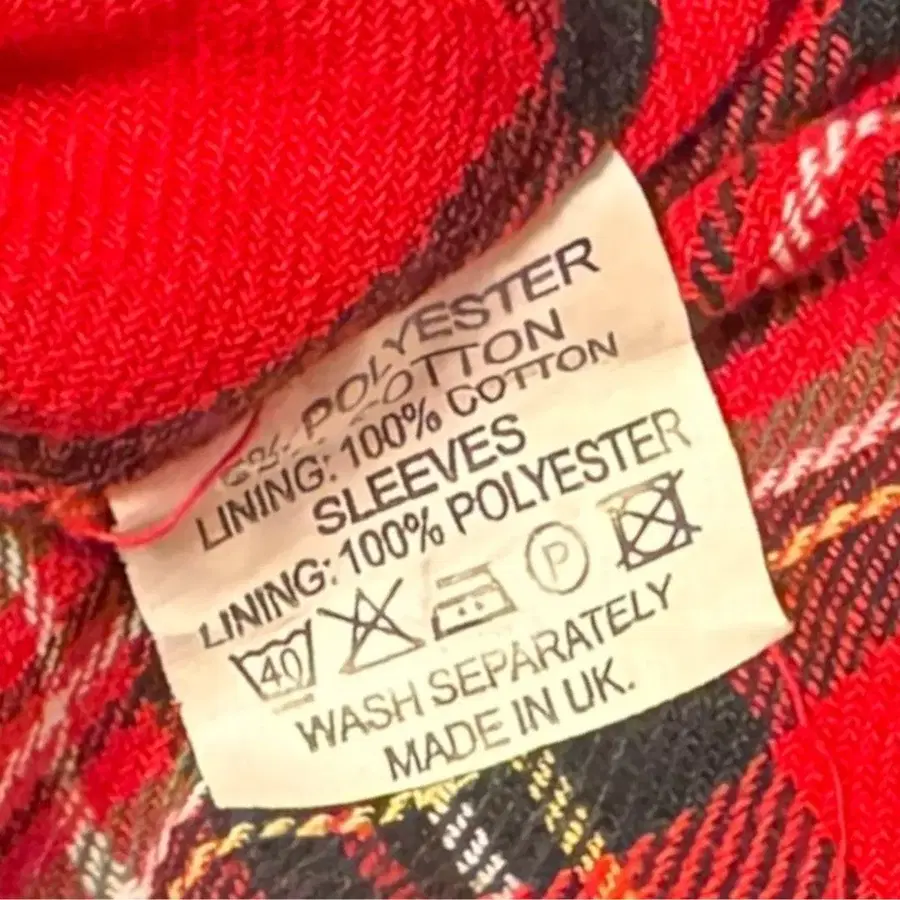 POLYESTER
COTTON
LINING: 100% COTTON
SLEEVES
LINING: 100% POLYESTER
40 P
WASH SEPARATELY
MADE IN UK.